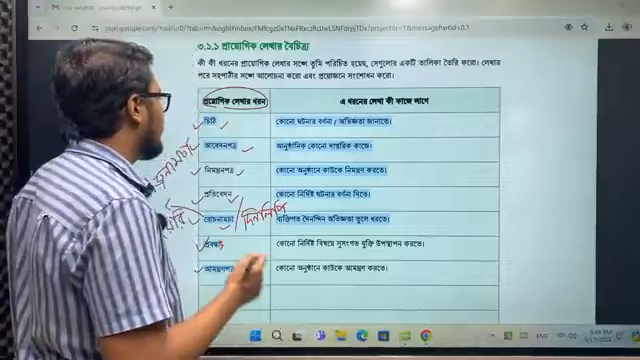 ৩.১.১ প্রায়োগিক লেখার বৈচিত্র্য
কী কী ধরনের প্রায়োগিক লেখার সঙ্গে তুমি পরিচিত হয়েছ, সেগুলোর একটি তালিকা তৈরি করো। লেখার
পরে সহপাঠীর সঙ্গে আলোচনা করো এবং প্রয়োজনে সংশোধন করো।
প্রায়োগিক লেখার ধরন এ ধরনের লেখা কী কাজে লাগে
চিঠি কোনো ঘটনার বর্ণনা / অভিজ্ঞতা জানাতে।
আবেদনপত্র আনুষ্ঠানিক কোনো দাপ্তরিক কাজে।
নিমন্ত্রনপত্র কোনো অনুষ্ঠানে কাউকে নিমন্ত্রণ করতে।
প্রতিবেদন কোনো নির্দিষ্ট ঘটনার বর্ণনা দিতে।
রোচনামচা / দিনলিপি ব্যক্তিগত দৈনন্দিন অভিজ্ঞতা তুলে ধরতে।
প্রবন্ধ কোনো নির্দিষ্ট বিষয়ে সুসংগত যুক্তি উপস্থাপন করতে।
আমন্ত্রণপত্র কোনো অনুষ্ঠানে কাউকে আমন্ত্রণ করতে।
ENG